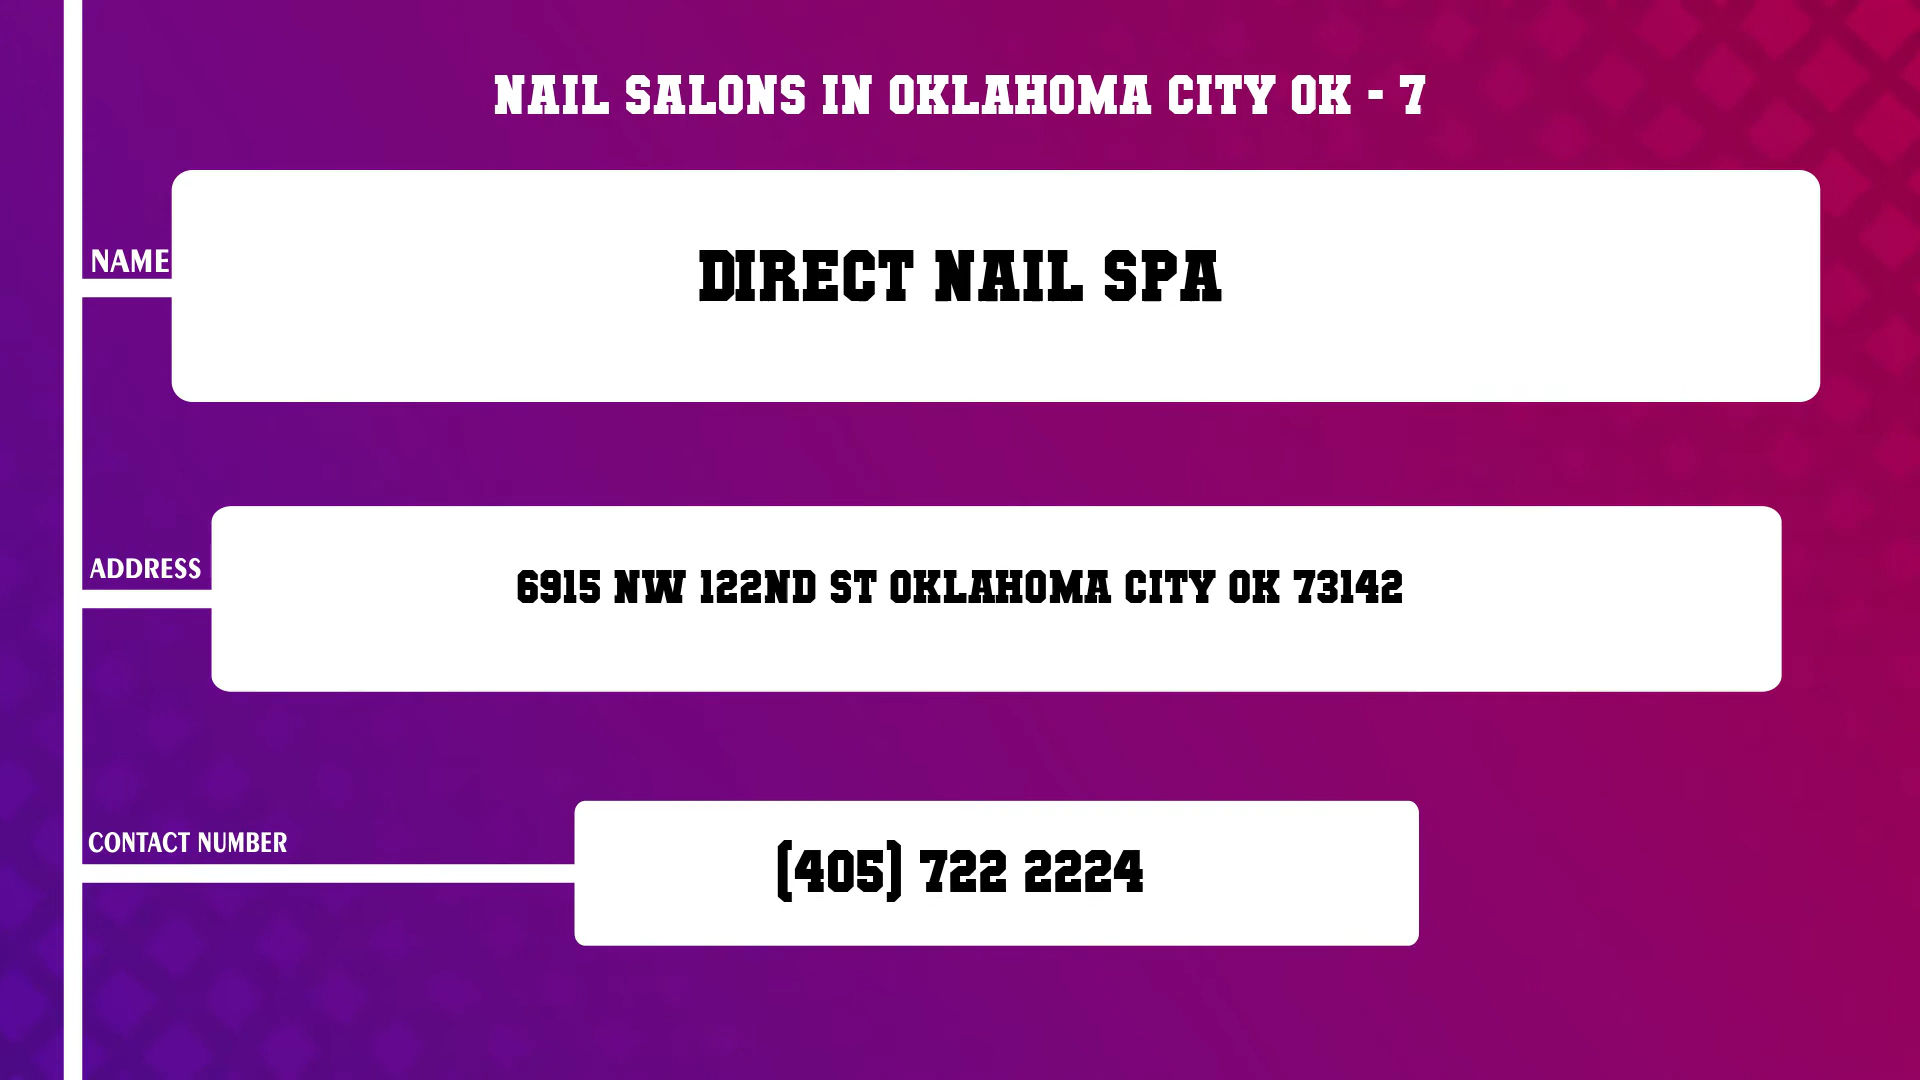 NAIL SALONS IN OKLAHOMA CITY OK - 7
NAME
DIRECT NAIL SPA
ADDRESS
6915 NW 122ND ST OKLAHOMA CITY OK 73142
CONTACT NUMBER
(405) 722 2224